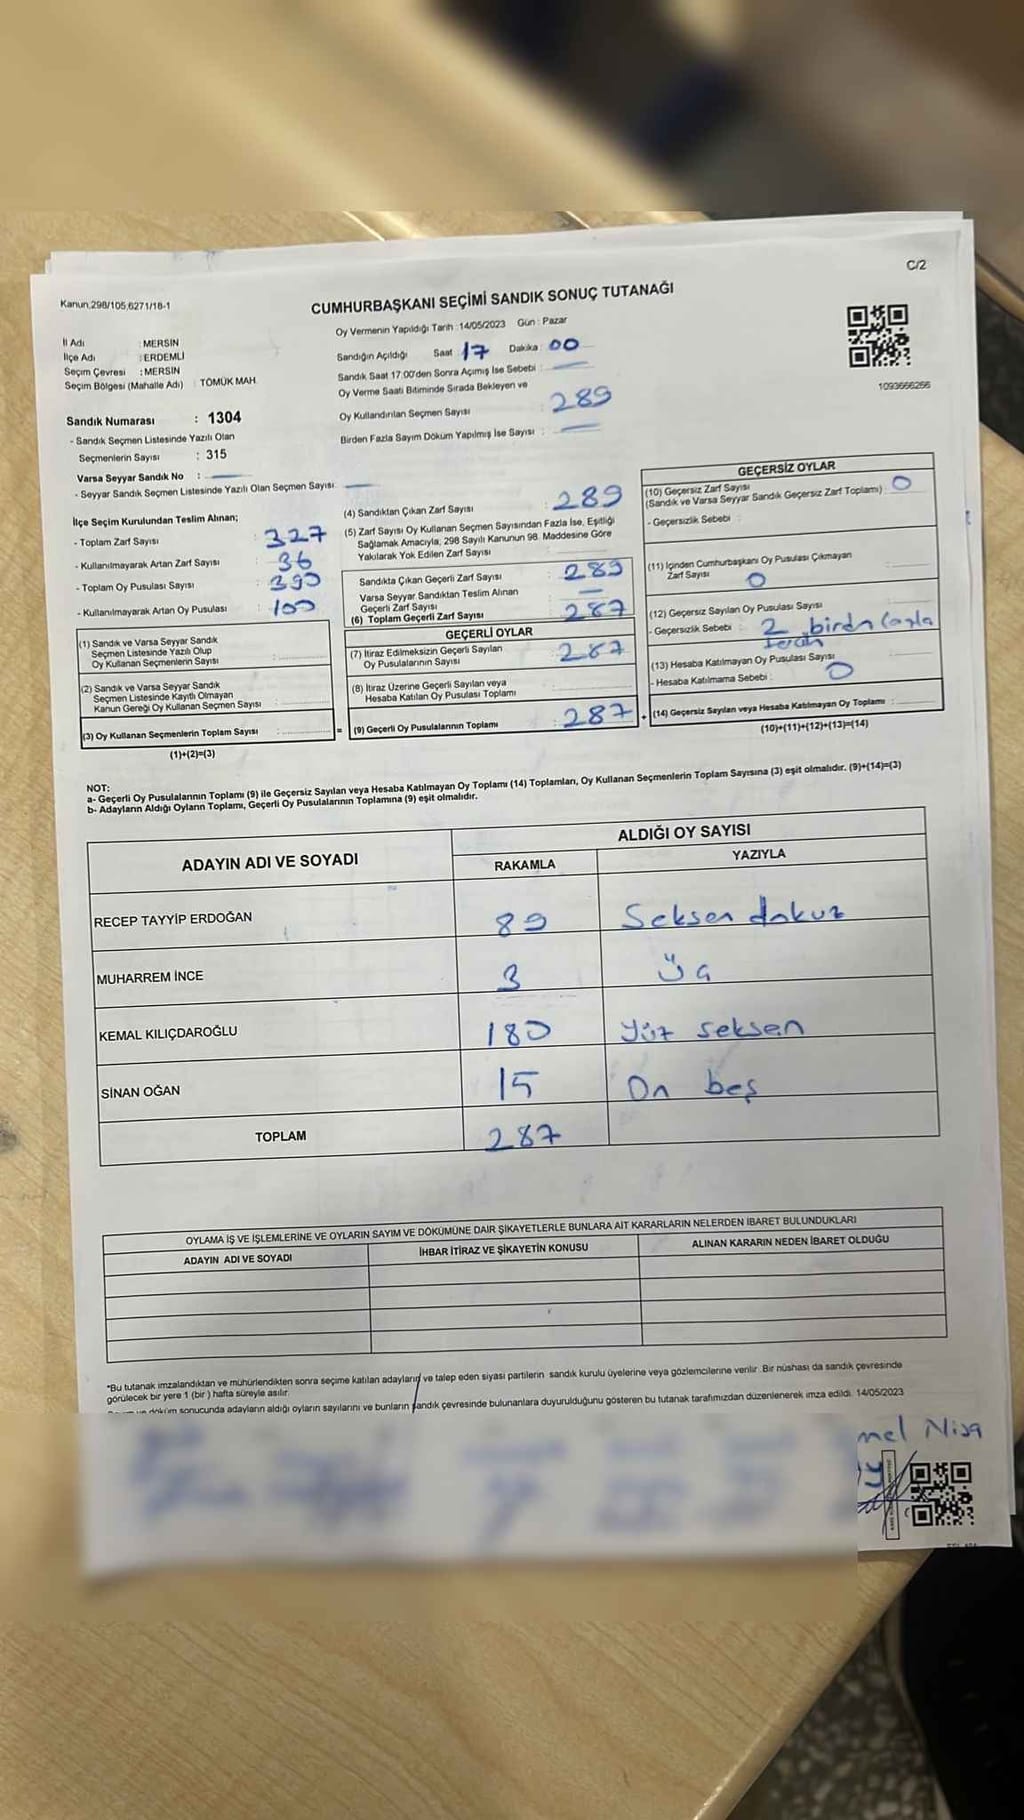 C/2
Kanun.298/105,6271/18-1
CUMHURBAŞKANI SEÇİMİ SANDIK SONUÇ TUTANAĞI
İl Adı : MERSİN
İlçe Adı : ERDEMLİ
Seçim Çevresi : MERSİN
Seçim Bölgesi (Mahalle Adı) : TÖMÜK MAH.
Sandık Numarası : 1304
- Sandık Seçmen Listesinde Yazılı Olan
Seçmenlerin Sayısı : 315
Varsa Seyyar Sandık No :
- Seyyar Sandık Seçmen Listesinde Yazılı Olan Seçmen Sayısı
Oy Vermenin Yapıldığı Tarih : 14/05/2023 Gün : Pazar
Sandığın Açıldığı Saat 17 Dakika : 00
Sandık Saat 17:00'den Sonra Açımış İse Sebebi :
Oy Verme Saati Bitiminde Sırada Bekleyen ve
Oy Kullandırılan Seçmen Sayısı : 289
Birden Fazla Sayım Döküm Yapılmış İse Sayısı :
1093666266
İlçe Seçim Kurulundan Teslim Alınan;
- Toplam Zarf Sayısı : 327
- Kullanılmayarak Artan Zarf Sayısı : 36
- Toplam Oy Pusulası Sayısı :
- Kullanılmayarak Artan Oy Pusulası : 100
(1) Sandık ve Varsa Seyyar Sandık
Seçmen Listesinde Yazılı Olup
Oy Kullanan Seçmenlerin Sayısı :
(2) Sandık ve Varsa Seyyar Sandık
Seçmen Listesinde Kayıtlı Olmayan
Kanun Gereği Oy Kullanan Seçmen Sayısı :
(3) Oy Kullanan Seçmenlerin Toplam Sayısı :
(1)+(2)=(3)
(4) Sandıktan Çıkan Zarf Sayısı : 289
(5) Zarf Sayısı Oy Kullanan Seçmen Sayısından Fazla İse, Eşitliği
Sağlamak Amacıyla; 298 Sayılı Kanunun 98. Maddesine Göre
Yakılarak Yok Edilen Zarf Sayısı :
Sandıkta Çıkan Geçerli Zarf Sayısı : 289
Varsa Seyyar Sandıktan Teslim Alınan
Geçerli Zarf Sayısı :
(6) Toplam Geçerli Zarf Sayısı : 287
GEÇERLİ OYLAR
(7) İtiraz Edilmeksizin Geçerli Sayılan
Oy Pusulalarının Sayısı : 287
(8) İtiraz Üzerine Geçerli Sayılan veya
Hesaba Katılan Oy Pusulası Toplamı :
= (9) Geçerli Oy Pusulalarının Toplamı : 287 +
GEÇERSİZ OYLAR
(10) Geçersiz Zarf Sayısı
(Sandık ve Varsa Seyyar Sandık Geçersiz Zarf Toplamı) : 0
- Geçersizlik Sebebi :
(11) İçinden Cumhurbaşkanı Oy Pusulası Çıkmayan
Zarf Sayısı 0
(12) Geçersiz Sayılan Oy Pusulası Sayısı
- Geçersizlik Sebebi : 2
(13) Hesaba Katılmayan Oy Pusulası Sayısı
- Hesaba Katılmama Sebebi : 0
(14) Geçersiz Sayılan veya Hesaba Katılmayan Oy Toplamı :
(10)+(11)+(12)+(13)=(14)
NOT:
a- Geçerli Oy Pusulalarının Toplamı (9) ile Geçersiz Sayılan veya Hesaba Katılmayan Oy Toplamı (14) Toplamları, Oy Kullanan Seçmenlerin Toplam Sayısına (3) eşit olmalıdır. (9)+(14)=(3)
b- Adayların Aldığı Oyların Toplamı, Geçerli Oy Pusulalarının Toplamına (9) eşit olmalıdır.
ADAYIN ADI VE SOYADI
ALDIĞI OY SAYISI
RAKAMLA YAZIYLA
RECEP TAYYİP ERDOĞAN 89 Seksen dokuz
MUHARREM İNCE 3 Üç
KEMAL KILIÇDAROĞLU 180 Yüz seksen
SİNAN OĞAN 15 On beş
TOPLAM 287
OYLAMA İŞ VE İŞLEMLERİNE VE OYLARIN SAYIM VE DÖKÜMÜNE DAİR ŞİKAYETLERLE BUNLARA AİT KARARLARIN NELERDEN İBARET BULUNDUKLARI
ADAYIN ADI VE SOYADI İHBAR İTİRAZ VE ŞİKAYETİN KONUSU ALINAN KARARIN NEDEN İBARET OLDUĞU
*Bu tutanak imzalandıktan ve mühürlendikten sonra seçime katılan adayların ve talep eden siyasi partilerin sandık kurulu üyelerine veya gözlemcilerine verilir. Bir nüshası da sandık çevresinde
görülecek bir yere 1 (bir) hafta süreyle asılır.
döküm sonucunda adayların aldığı oyların sayılarını ve bunların sandık çevresinde bulunanlara duyurulduğunu gösteren bu tutanak tarafımızdan düzenlenerek imza edildi. 14/05/2023
mel Nisa